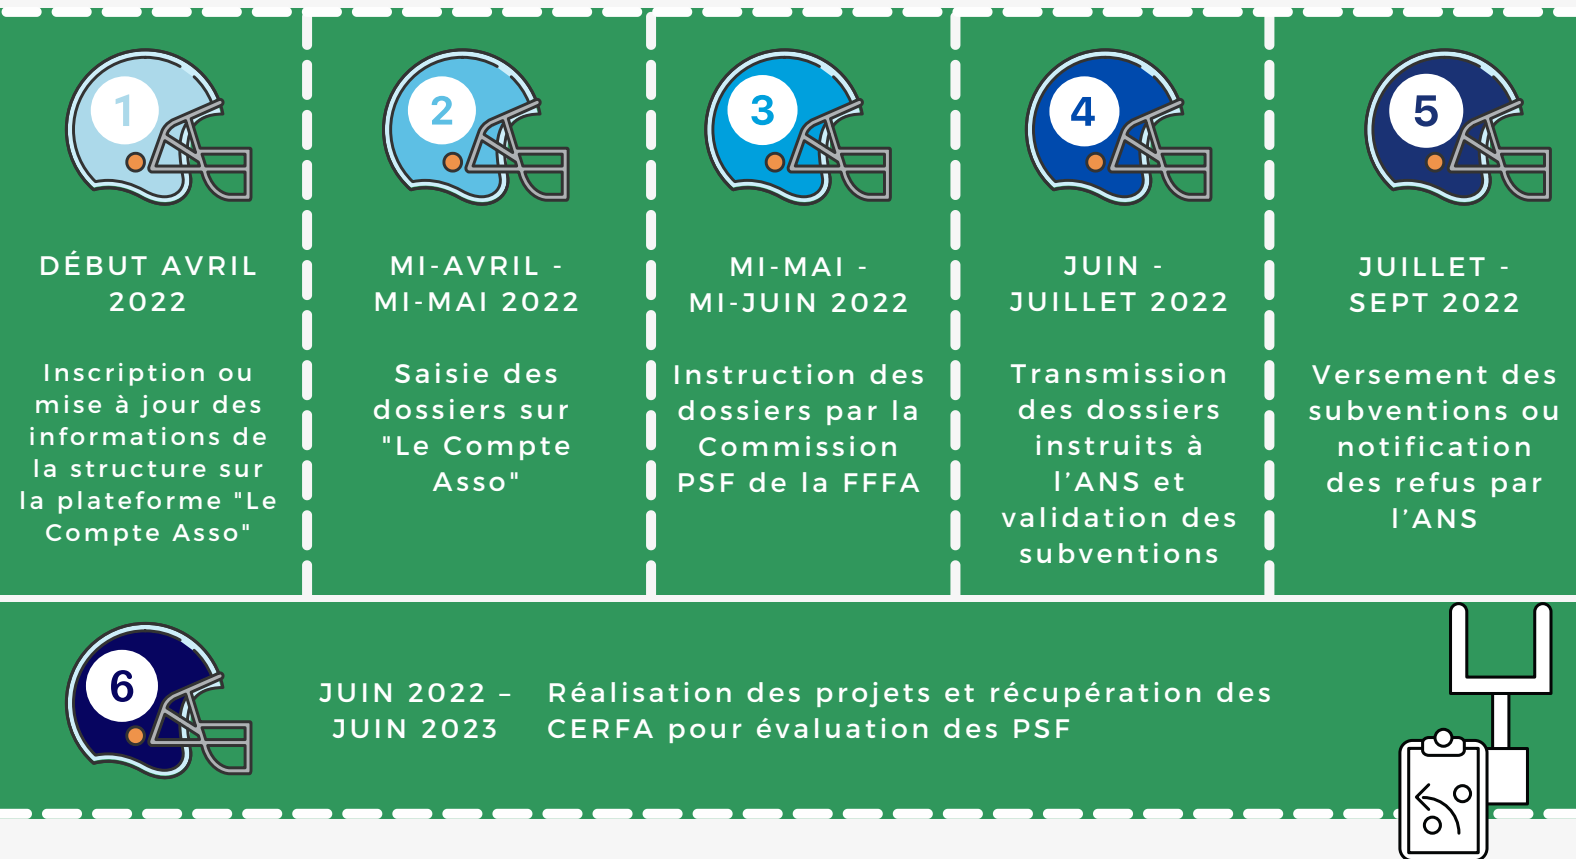 1
DÉBUT AVRIL
2022
Inscription ou
mise à jour des
informations de
la structure sur
la plateforme "Le
Compte Asso"
2
MI-AVRIL -
MI-MAI 2022
Saisie des
dossiers sur
"Le Compte
Asso"
3
MI-MAI -
MI-JUIN 2022
Instruction des
dossiers par la
Commission
PSF de la FFFA
4
JUIN -
JUILLET 2022
Transmission
des dossiers
instruits à
l’ANS et
validation des
subventions
5
JUILLET -
SEPT 2022
Versement des
subventions ou
notification
des refus par
l’ANS
6
JUIN 2022 –
JUIN 2023
Réalisation des projets et récupération des
CERFA pour évaluation des PSF